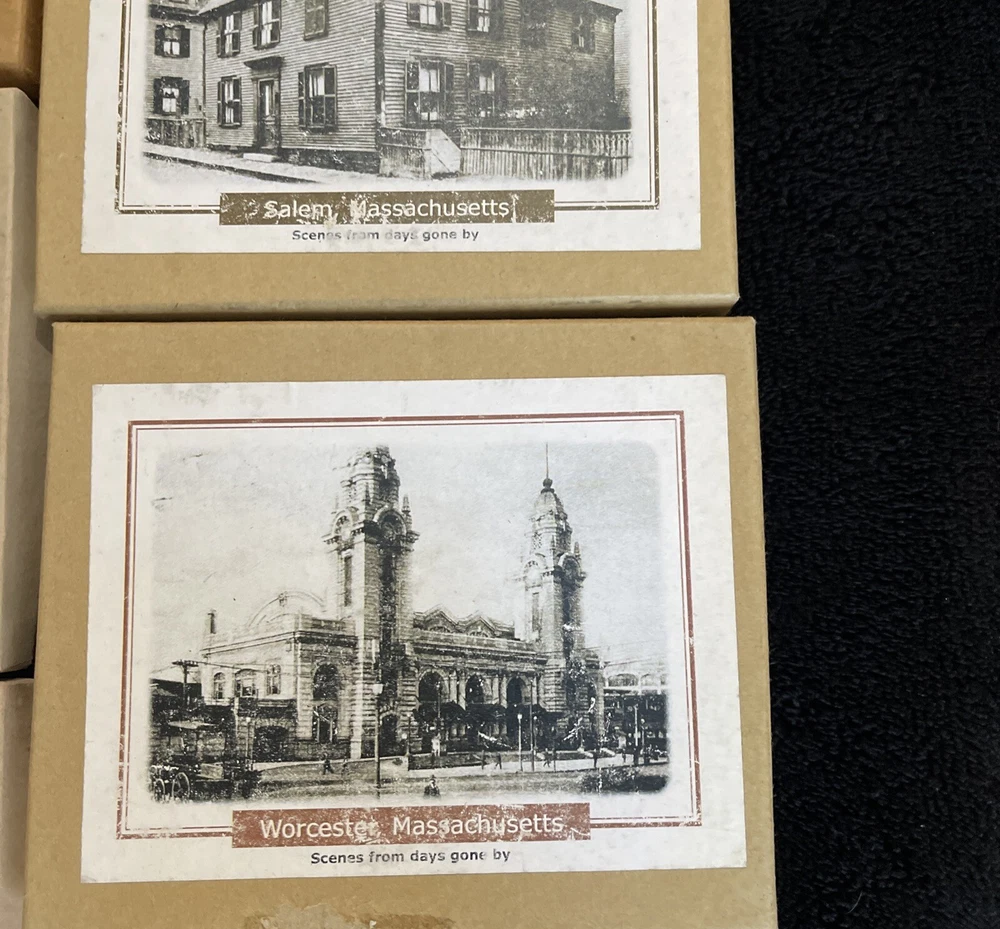 Salem, Massachusetts
Scenes from days gone by
Worcester, Massachusetts
Scenes from days gone by